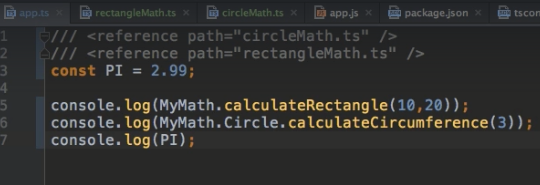 app.ts rectangleMath.ts circleMath.ts app.js package.json tscon
1 /// <reference path="circleMath.ts" />
2 /// <reference path="rectangleMath.ts" />
3 const PI = 2.99;
5 console.log(MyMath.calculateRectangle(10,20));
6 console.log(MyMath.Circle.calculateCircumference(3));
7 console.log(PI);